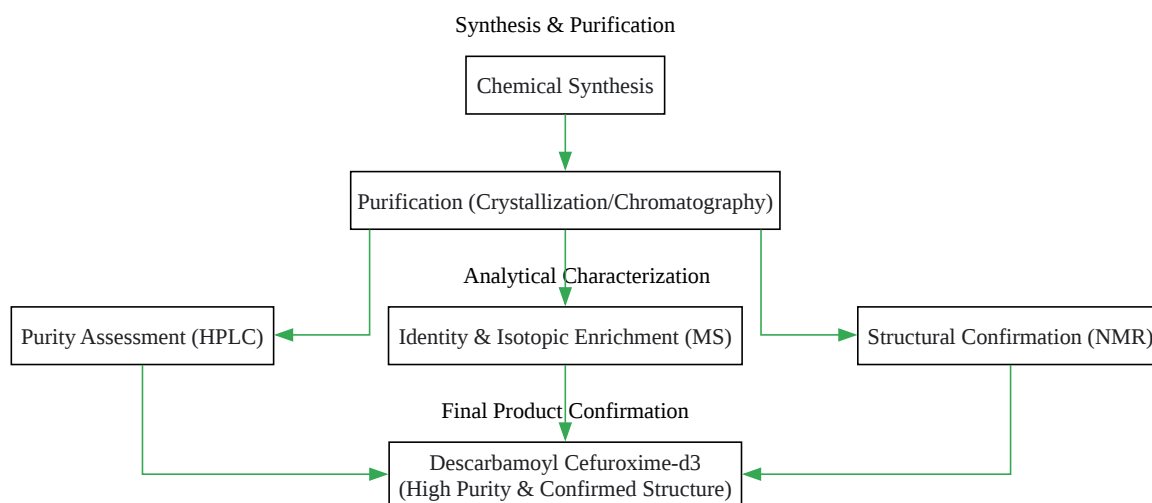 Synthesis & Purification
Chemical Synthesis
Purification (Crystallization/Chromatography)
Analytical Characterization
Purity Assessment (HPLC)
Identity & Isotopic Enrichment (MS)
Structural Confirmation (NMR)
Final Product Confirmation
Descarbamoyl Cefuroxime-d3
(High Purity & Confirmed Structure)